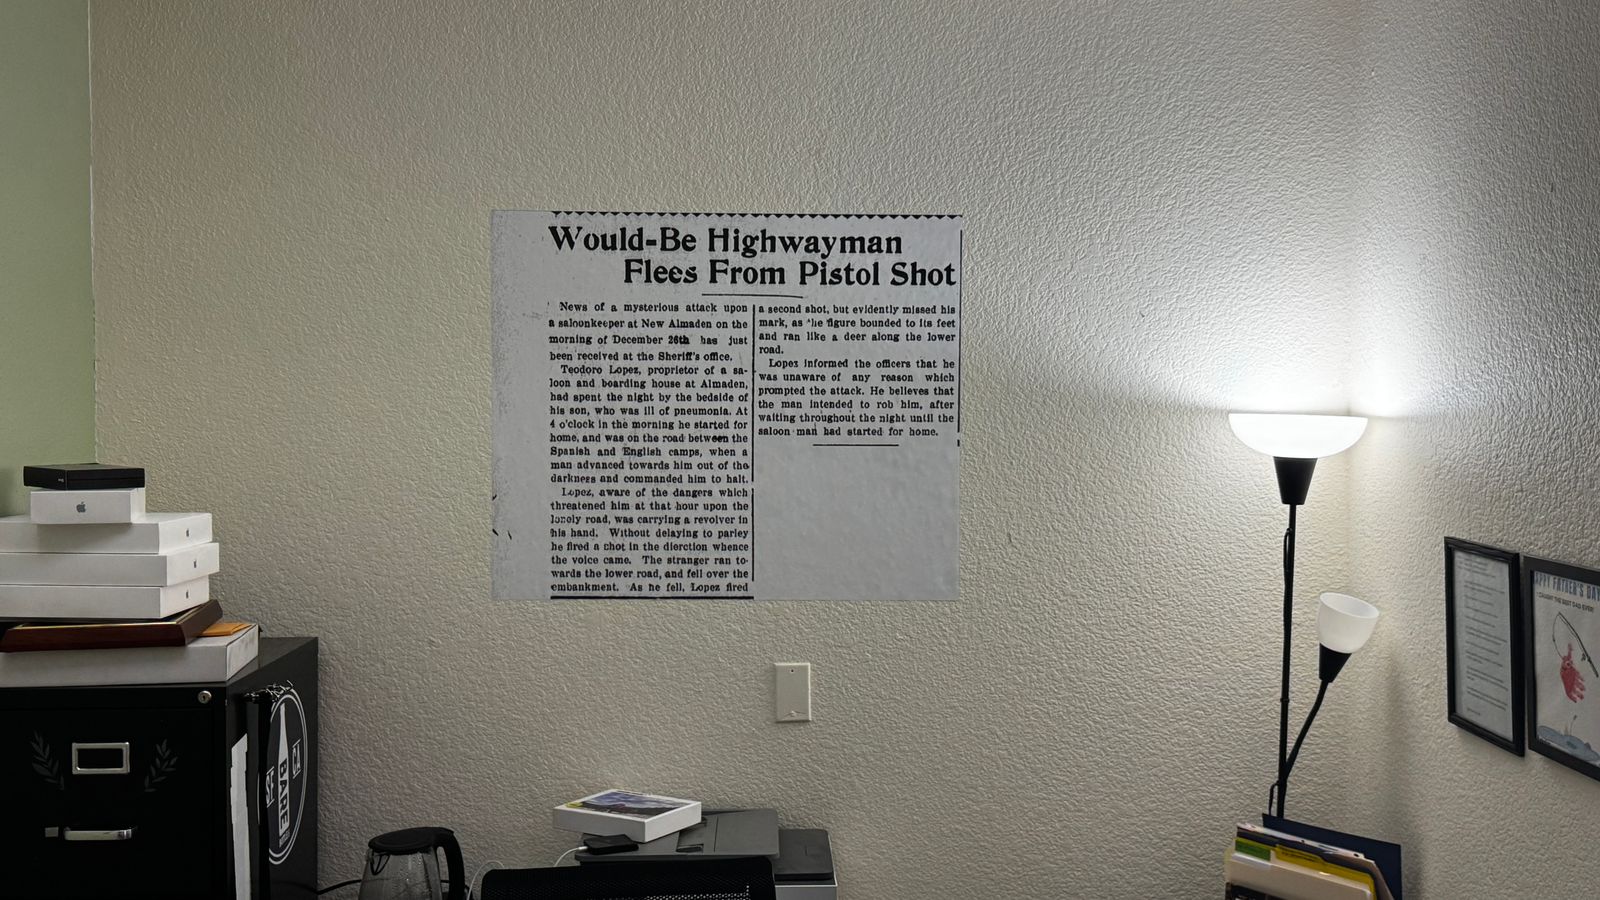 Would-Be Highwayman
Flees From Pistol Shot
News of a mysterious attack upon
a saloonkeeper at New Almaden on the
morning of December 26th has just
been received at the Sheriff's office.
Teodoro Lopez, proprietor of a sa-
loon and boarding house at Almaden,
had spent the night by the bedside of
his son, who was ill of pneumonia. At
4 o'clock in the morning he started for
home, and was on the road between the
Spanish and English camps, when a
man advanced towards him out of the
darkness and commanded him to halt.
Lopez, aware of the dangers which
threatened him at that hour upon the
lonely road, was carrying a revolver in
his hand. Without delaying to parley
he fired a shot in the dierction whence
the voice came. The stranger ran to-
wards the lower road, and fell over the
embankment. As he fell, Lopez fired
a second shot, but evidently missed his
mark, as 'he figure bounded to its feet
and ran like a deer along the lower
road.
Lopez informed the officers that he
was unaware of any reason which
prompted the attack. He believes that
the man intended to rob him, after
waiting throughout the night until the
saloon man had started for home.
BARE
HAPPY FATHER'S DAY
I CAUGHT THE BEST DAD EVER!